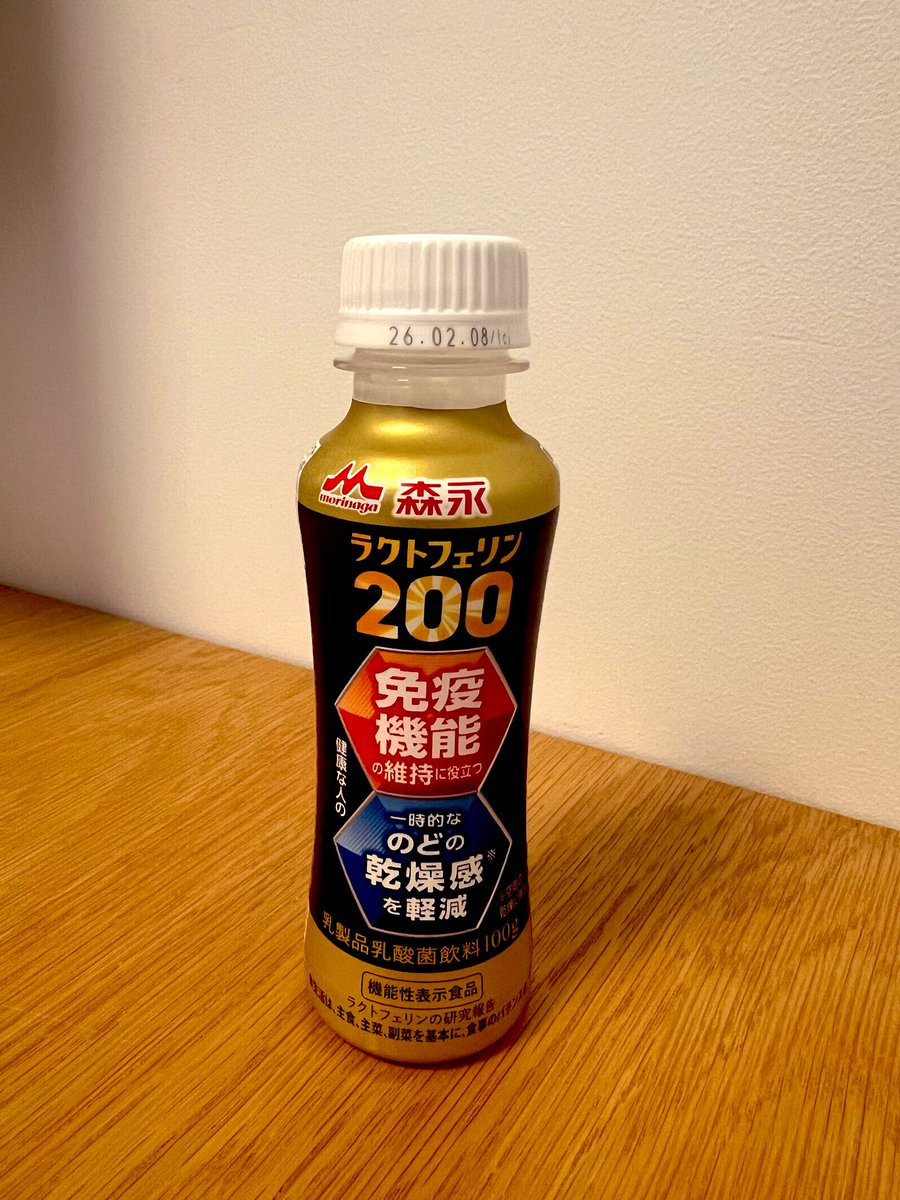 26.02.08
morinaga 森永
ラクトフェリン
200
免疫
機能
の維持に役立つ
健康な人の
一時的な
のどの
乾燥感※
を軽減
乳製品乳酸菌飲料100g
機能性表示食品
ラクトフェリンの研究報告
食生活は、主食、主菜、副菜を基本に、食事のバランスを